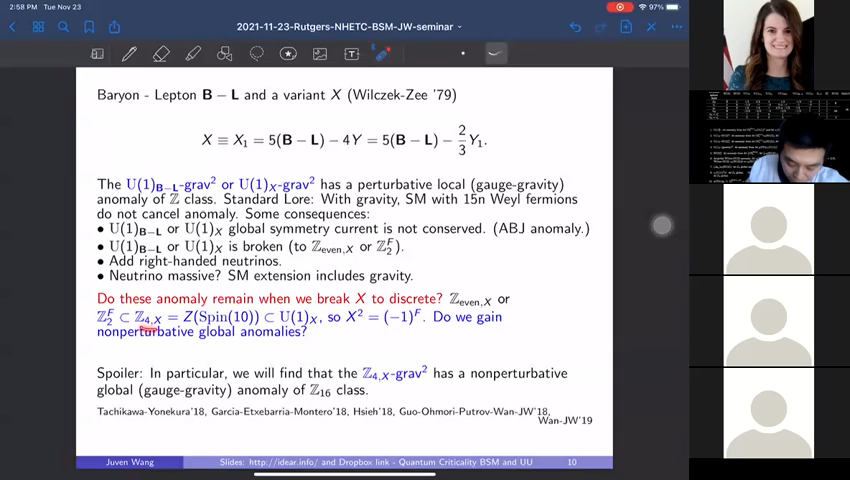 2:58 PM Tue Nov 23
97%
2021-11-23-Rutgers-NHETC-BSM-JW-seminar
Baryon - Lepton B − L and a variant X (Wilczek-Zee '79)
X ≡ X₁ = 5(B − L) − 4Y = 5(B − L) − 2/3 Y₁.
The U(1)B−L-grav² or U(1)X-grav² has a perturbative local (gauge-gravity)
anomaly of ℤ class. Standard Lore: With gravity, SM with 15n Weyl fermions
do not cancel anomaly. Some consequences:
• U(1)B−L or U(1)X global symmetry current is not conserved. (ABJ anomaly.)
• U(1)B−L or U(1)X is broken (to ℤeven,X or ℤ₂ᶠ).
• Add right-handed neutrinos.
• Neutrino massive? SM extension includes gravity.
Do these anomaly remain when we break X to discrete? ℤeven,X or
ℤ₂ᶠ ⊂ ℤ₄,X = Z(Spin(10)) ⊂ U(1)X, so X² = (−1)ᶠ. Do we gain
nonperturbative global anomalies?
Spoiler: In particular, we will find that the ℤ₄,X-grav² has a nonperturbative
global (gauge-gravity) anomaly of ℤ₁₆ class.
Tachikawa-Yonekura'18, Garcia-Etxebarria-Montero'18, Hsieh'18, Guo-Ohmori-Putrov-Wan-JW'18,
Wan-JW'19
Juven Wang Slides: http://idear.info/ and Dropbox link - Quantum Criticality BSM and UU 10